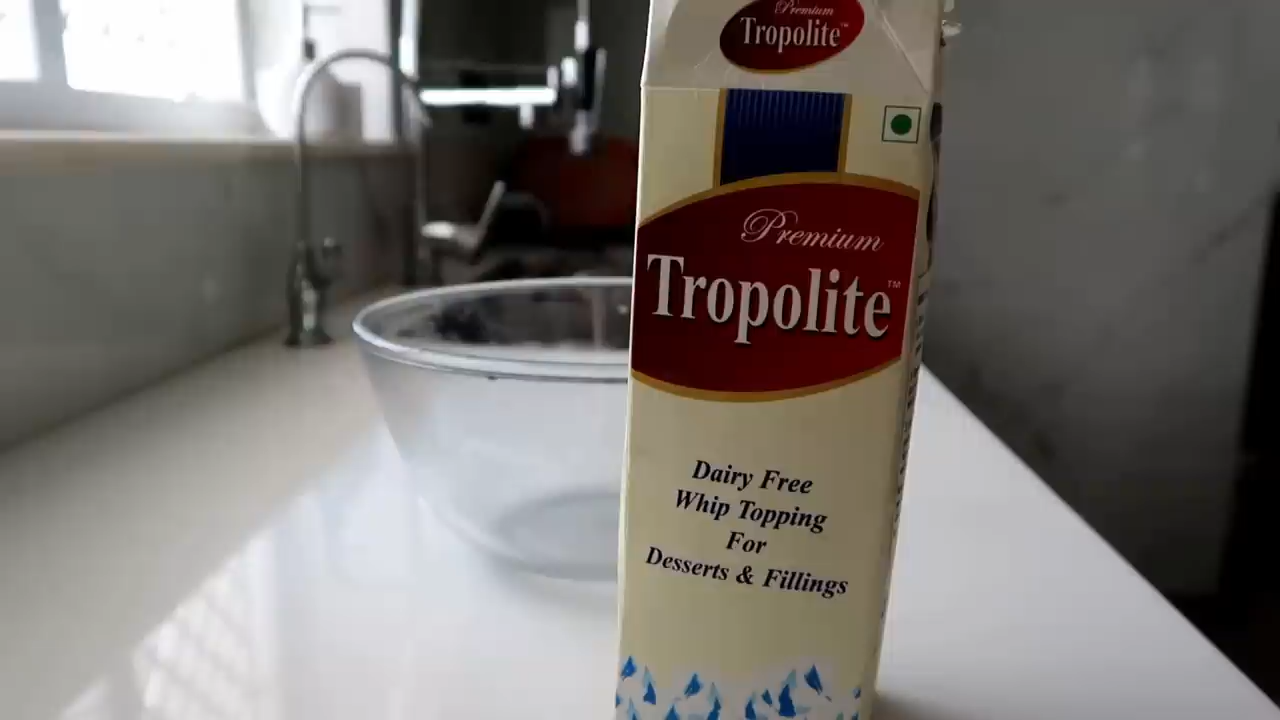 Premium
Tropolite™
Premium
Tropolite™
Dairy Free
Whip Topping
For
Desserts & Fillings